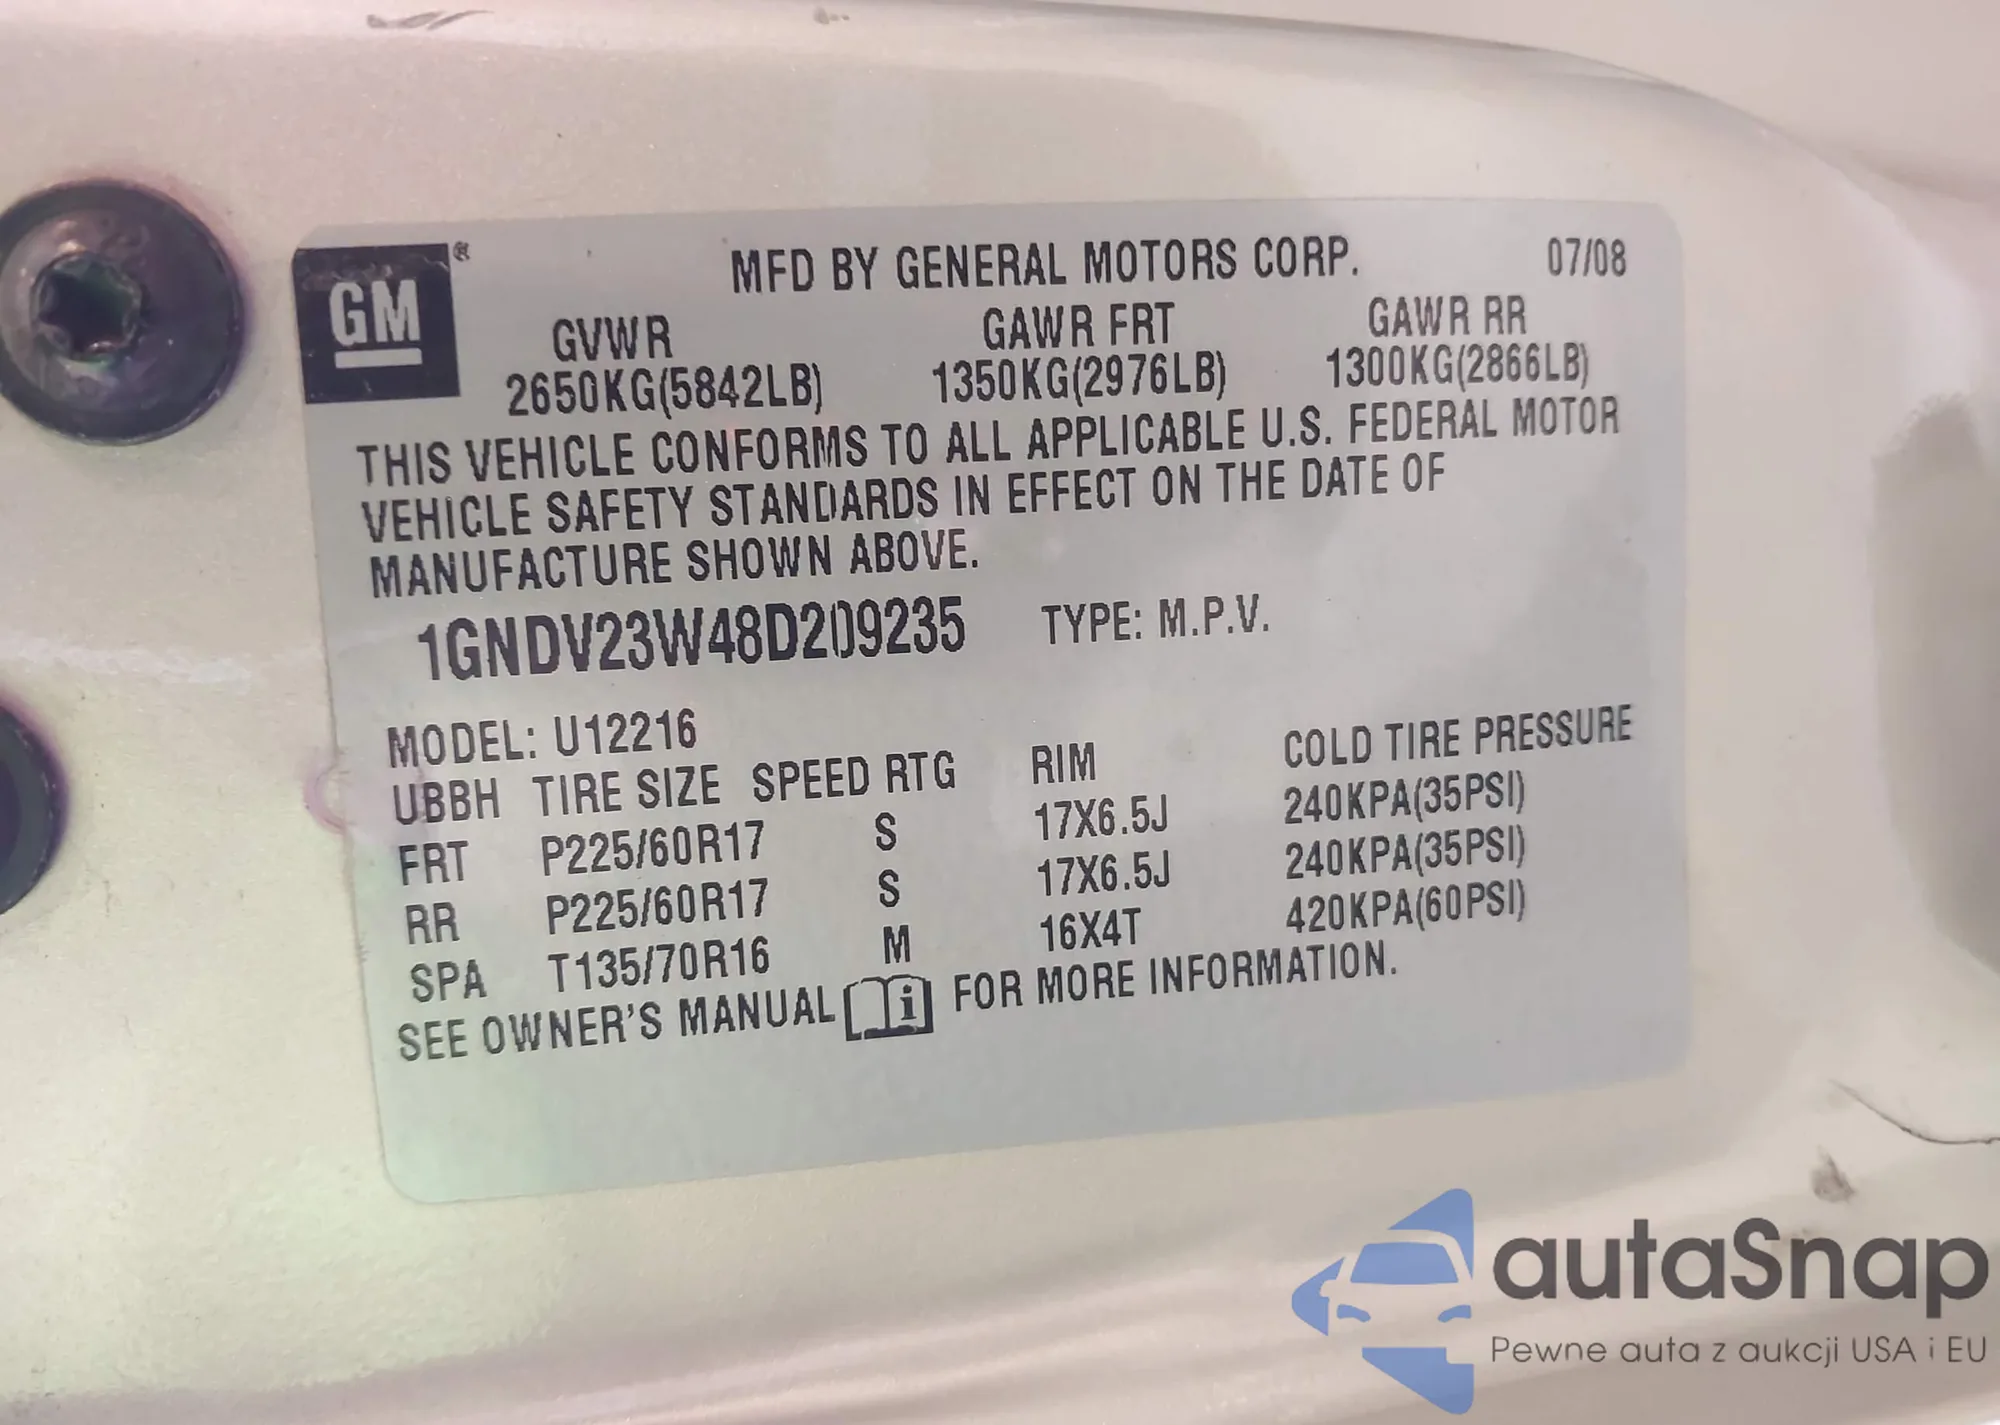 GM®
MFD BY GENERAL MOTORS CORP. 07/08
GVWR GAWR FRT GAWR RR
2650KG(5842LB) 1350KG(2976LB) 1300KG(2866LB)
THIS VEHICLE CONFORMS TO ALL APPLICABLE U.S. FEDERAL MOTOR
VEHICLE SAFETY STANDARDS IN EFFECT ON THE DATE OF
MANUFACTURE SHOWN ABOVE.
1GNDV23W48D209235 TYPE: M.P.V.
MODEL: U12216
UBBH TIRE SIZE SPEED RTG RIM COLD TIRE PRESSURE
FRT P225/60R17 S 17X6.5J 240KPA(35PSI)
RR P225/60R17 S 17X6.5J 240KPA(35PSI)
SPA T135/70R16 M 16X4T 420KPA(60PSI)
SEE OWNER'S MANUAL i FOR MORE INFORMATION.
autaSnap
Pewne auta z aukcji USA i EU